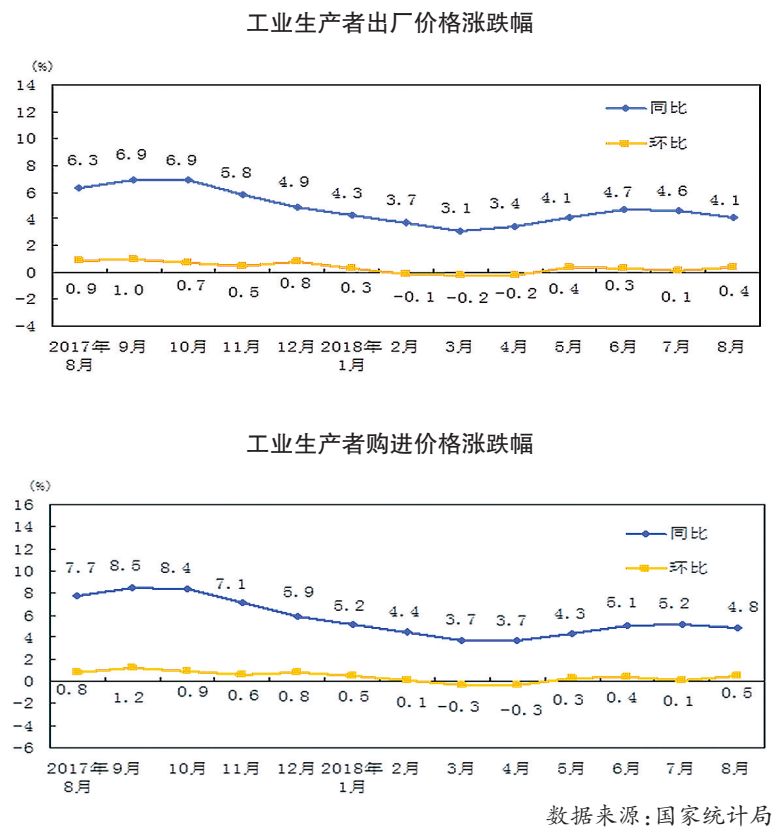 工业生产者出厂价格涨跌幅
(%)
14
12
10
8
6
4
2
0
-2
-4
同比
环比
6.3 6.9 6.9 5.8 4.9 4.3 3.7 3.1 3.4 4.1 4.7 4.6 4.1
0.9 1.0 0.7 0.5 0.8 0.3 -0.1 -0.2 -0.2 0.4 0.3 0.1 0.4
2017年 9月 10月 11月 12月 2018年 2月 3月 4月 5月 6月 7月 8月
8月 1月
工业生产者购进价格涨跌幅
(%)
16
14
12
10
8
6
4
2
0
-2
-4
-6
同比
环比
7.7 8.5 8.4 7.1 5.9 5.2 4.4 3.7 3.7 4.3 5.1 5.2 4.8
0.8 1.2 0.9 0.6 0.8 0.5 0.1 -0.3 -0.3 0.3 0.4 0.1 0.5
2017年 9月 10月 11月 12月 2018年 2月 3月 4月 5月 6月 7月 8月
8月 1月
数据来源:国家统计局